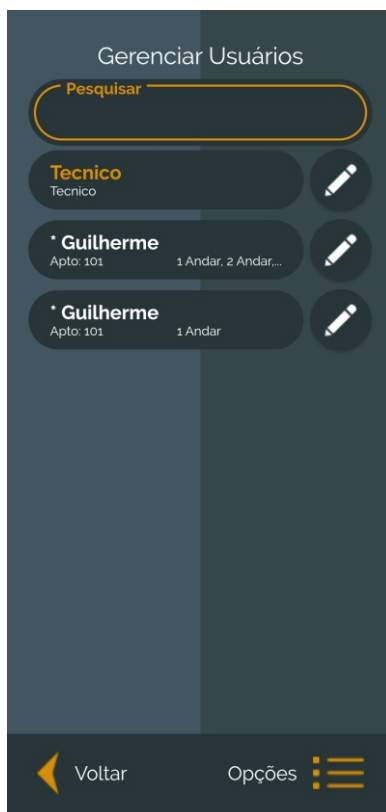 Gerenciar Usuários
Pesquisar
Tecnico
Tecnico
* Guilherme
Apto: 101 1 Andar, 2 Andar,...
* Guilherme
Apto: 101 1 Andar
Voltar Opções